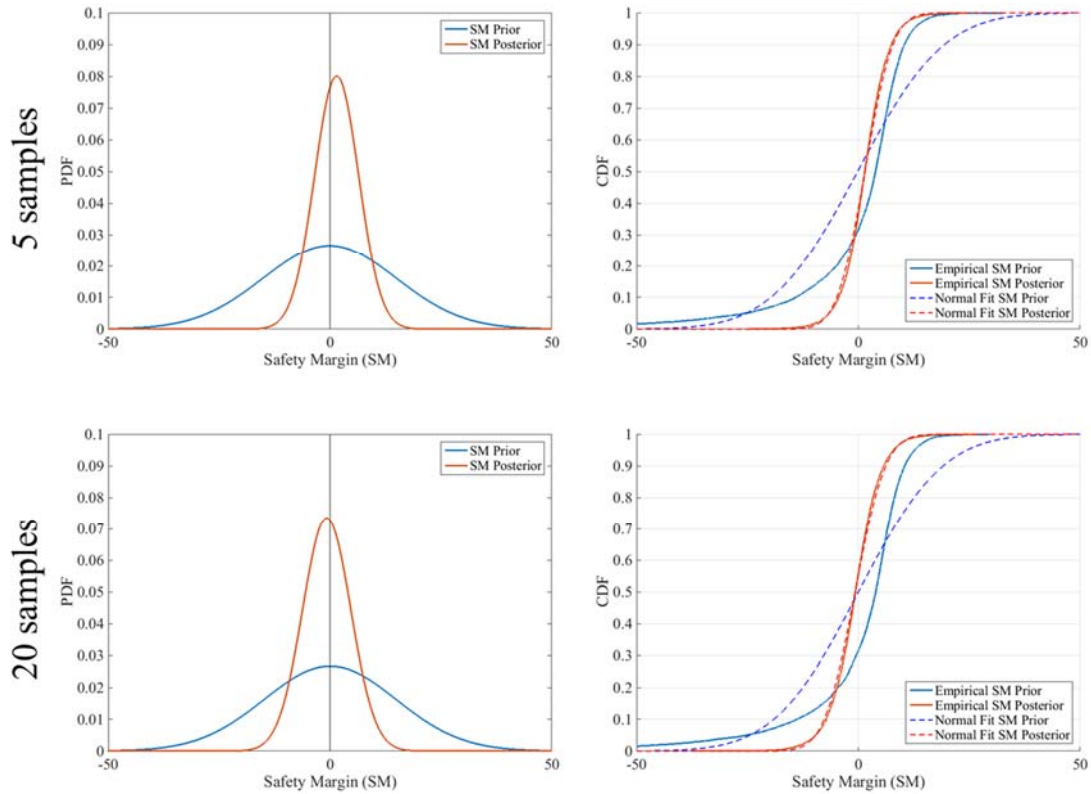 5 samples
0.1
0.09
0.08
0.07
0.06
0.05
0.04
0.03
0.02
0.01
0
PDF
-50
0
50
Safety Margin (SM)
SM Prior
SM Posterior
1
0.9
0.8
0.7
0.6
0.5
0.4
0.3
0.2
0.1
0
CDF
-50
0
50
Safety Margin (SM)
Empirical SM Prior
Empirical SM Posterior
Normal Fit SM Prior
Normal Fit SM Posterior
20 samples
0.1
0.09
0.08
0.07
0.06
0.05
0.04
0.03
0.02
0.01
0
PDF
-50
0
50
Safety Margin (SM)
SM Prior
SM Posterior
1
0.9
0.8
0.7
0.6
0.5
0.4
0.3
0.2
0.1
0
CDF
-50
0
50
Safety Margin (SM)
Empirical SM Prior
Empirical SM Posterior
Normal Fit SM Prior
Normal Fit SM Posterior